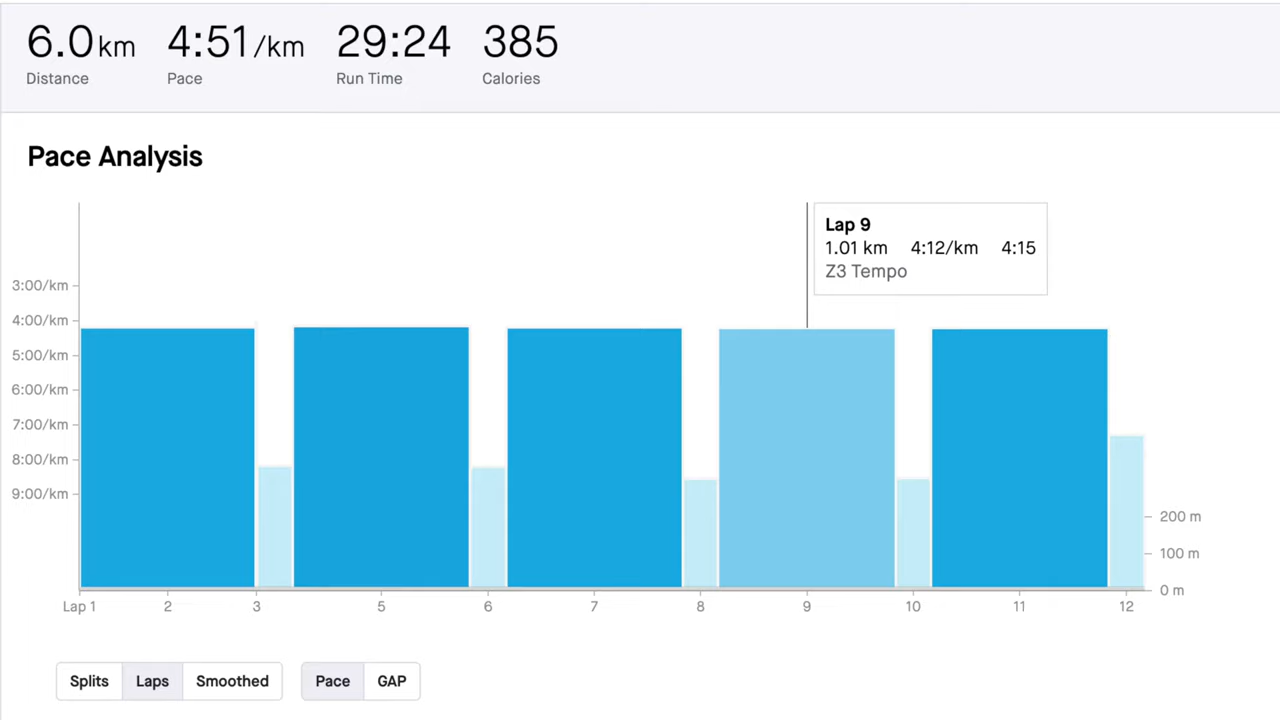 6.0 km 4:51 /km 29:24 385
Distance Pace Run Time Calories
Pace Analysis
Lap 9
1.01 km 4:12/km 4:15
Z3 Tempo
3:00/km
4:00/km
5:00/km
6:00/km
7:00/km
8:00/km
9:00/km
200 m
100 m
0 m
Lap 1 2 3 5 6 7 8 9 10 11 12
Splits Laps Smoothed Pace GAP